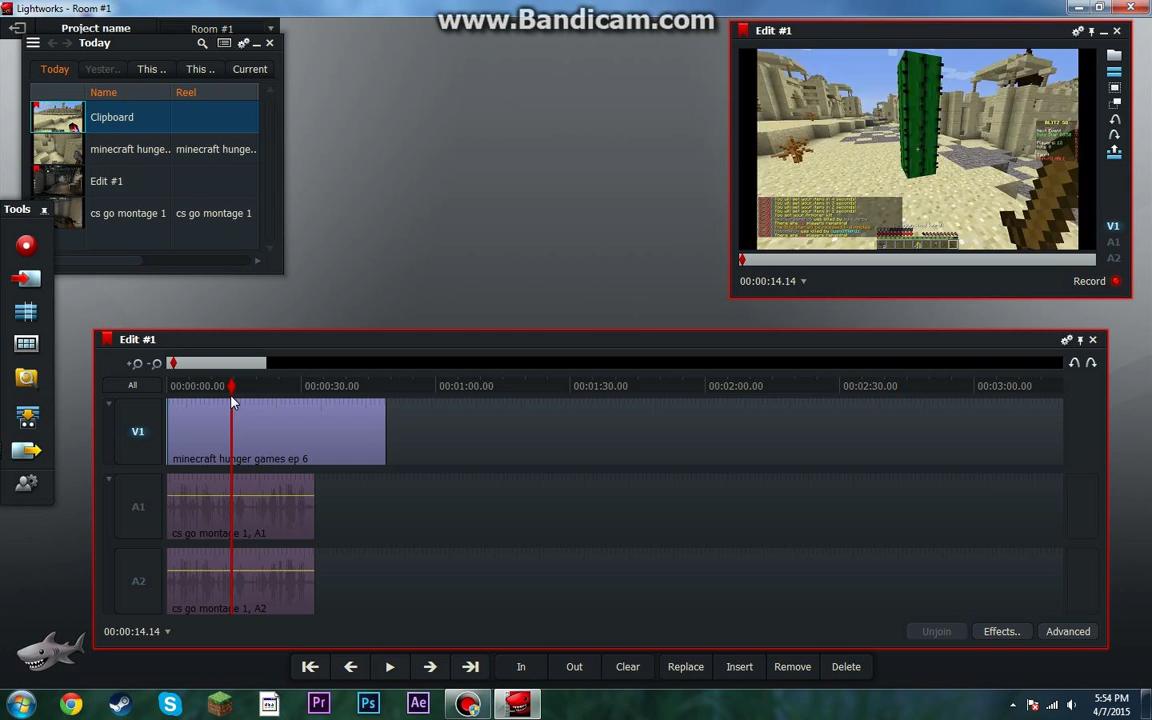 Lightworks - Room #1
www.Bandicam.com
Project name
Room #1
Today
Today Yester.. This .. This .. Current
Name Reel
Clipboard
minecraft hunge.. minecraft hunge..
Edit #1
cs go montage 1 cs go montage 1
Tools
Edit #1
BLITZ SG
V1
A1
A2
00:00:14.14
Record
Edit #1
All
00:00:00.00 00:00:30.00 00:01:00.00 00:01:30.00 00:02:00.00 00:02:30.00 00:03:00.00
V1
minecraft hunger games ep 6
A1
cs go montage 1, A1
A2
cs go montage 1, A2
00:00:14.14
Unjoin Effects.. Advanced
In Out Clear Replace Insert Remove Delete
Pr Ps Ae
5:54 PM
4/7/2015